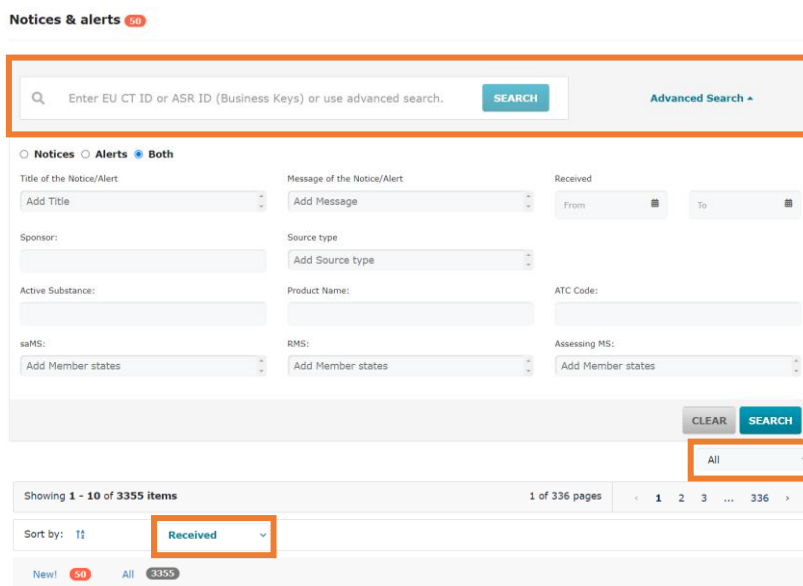 Notices & alerts 50
Enter EU CT ID or ASR ID (Business Keys) or use advanced search. SEARCH Advanced Search
Notices Alerts Both
Title of the Notice/Alert Message of the Notice/Alert Received
Add Title Add Message From To
Sponsor: Source type
Add Source type
Active Substance: Product Name: ATC Code:
saMS: RMS: Assessing MS:
Add Member states Add Member states Add Member states
CLEAR SEARCH
All
Showing 1 - 10 of 3355 items 1 of 336 pages ‹ 1 2 3 ... 336 ›
Sort by: Received
New! 50 All 3355